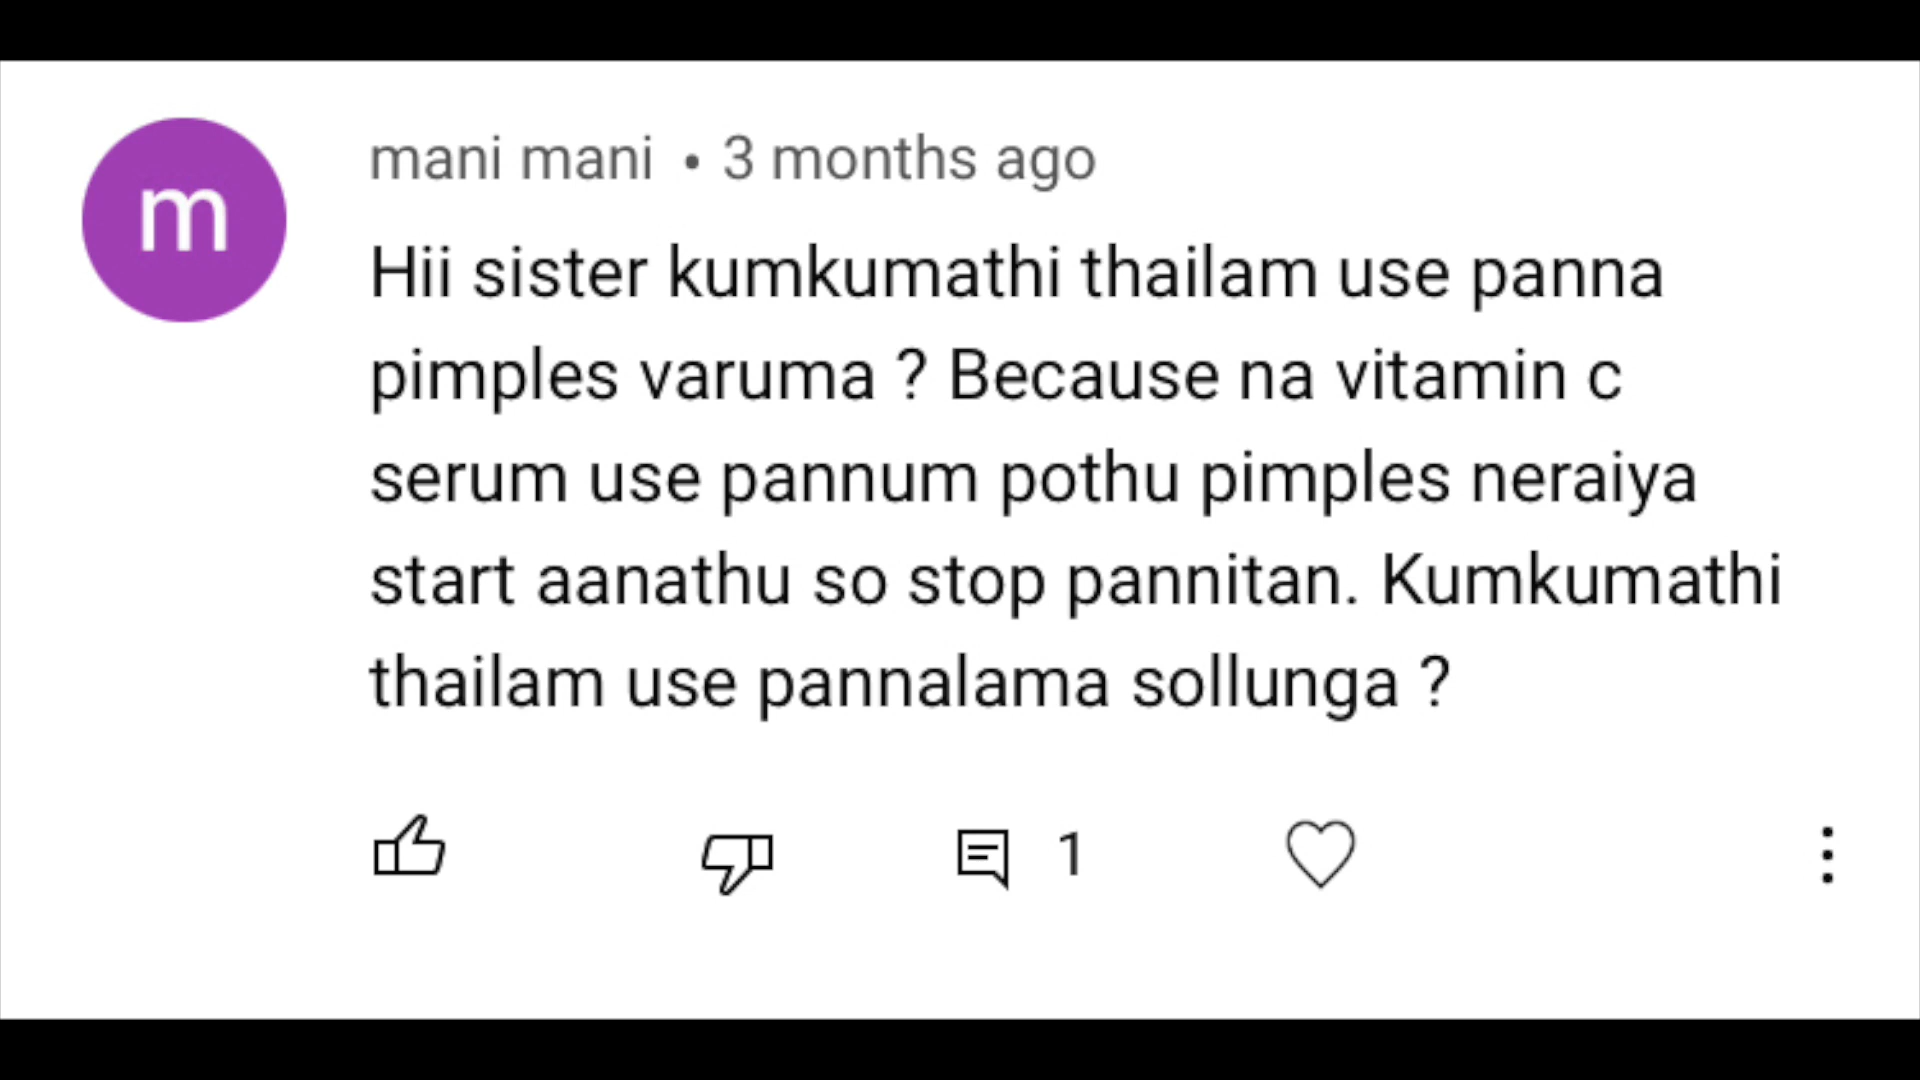 m
mani mani • 3 months ago
Hii sister kumkumathi thailam use panna
pimples varuma ? Because na vitamin c
serum use pannum pothu pimples neraiya
start aanathu so stop pannitan. Kumkumathi
thailam use pannalama sollunga ?
1